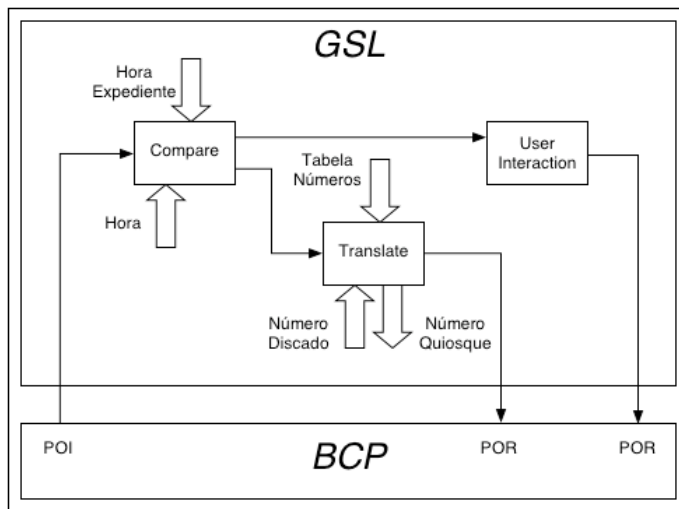 GSL
Hora
Expediente
Compare
User
Interaction
Tabela
Números
Hora
Translate
Número
Discado
Número
Quiosque
POI
BCP
POR
POR